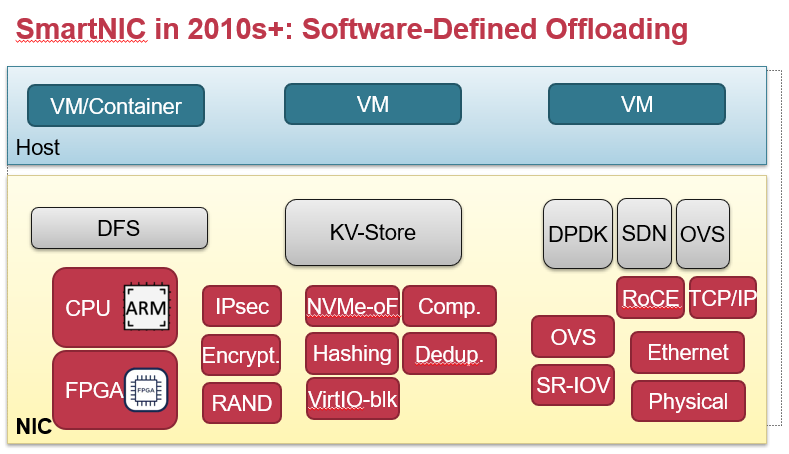 SmartNIC in 2010s+: Software-Defined Offloading
VM/Container
VM
VM
Host
DFS
KV-Store
DPDK
SDN
OVS
CPU
ARM
FPGA
FPGA
IPsec
Encrypt.
RAND
NVMe-oF
Comp.
Hashing
Dedup.
VirtIO-blk
RoCE
TCP/IP
OVS
Ethernet
SR-IOV
Physical
NIC